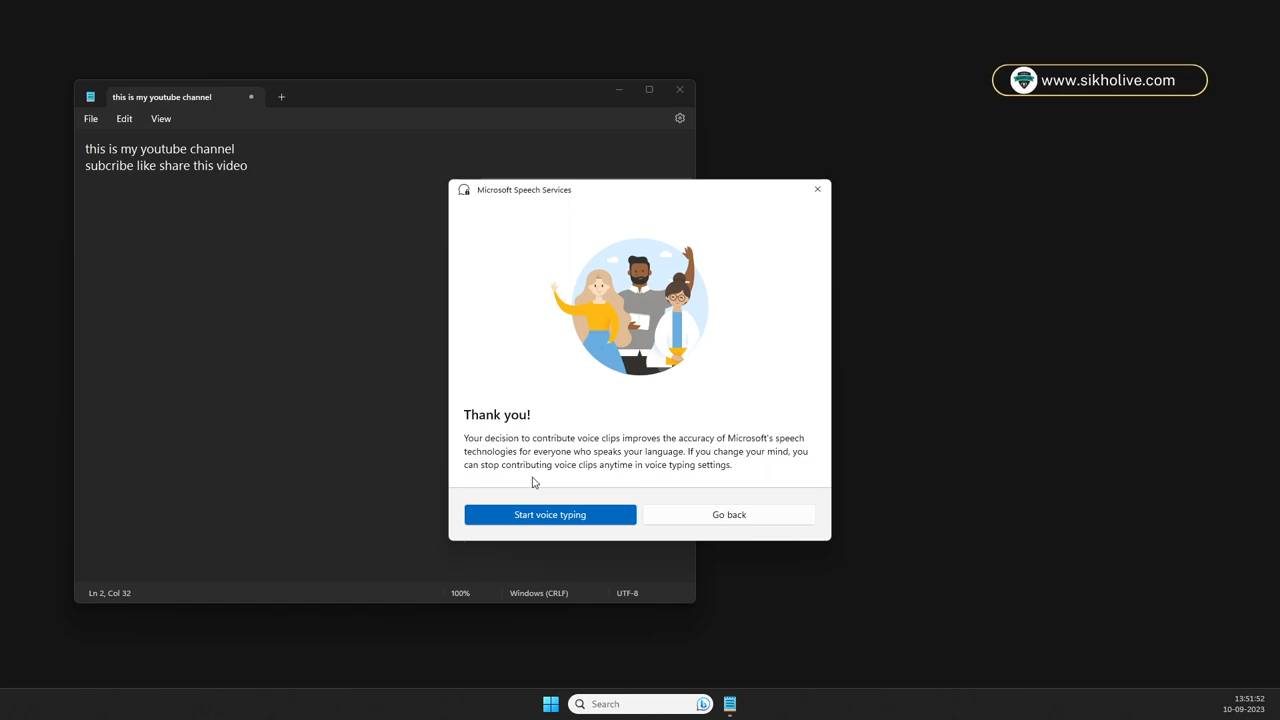 www.sikholive.com
this is my youtube channel
File Edit View
this is my youtube channel
subcribe like share this video
Microsoft Speech Services
Thank you!
Your decision to contribute voice clips improves the accuracy of Microsoft's speech
technologies for everyone who speaks your language. If you change your mind, you
can stop contributing voice clips anytime in voice typing settings.
Start voice typing Go back
Ln 2, Col 32 100% Windows (CRLF) UTF-8
Search
13:51:52
10-09-2023